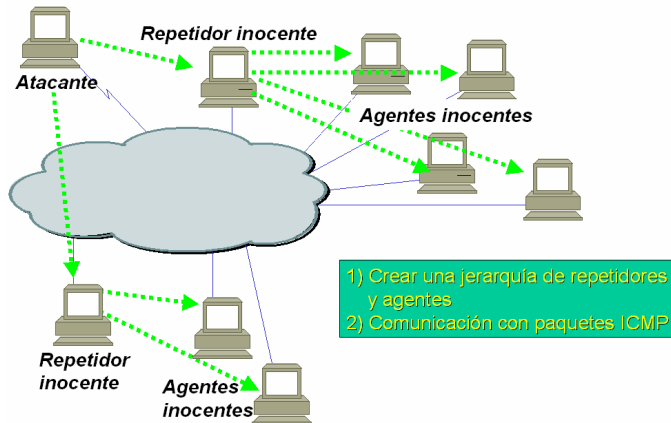 Repetidor inocente
Atacante
Agentes inocentes
1) Crear una jerarquía de repetidores
y agentes
2) Comunicación con paquetes ICMP
Repetidor
inocente
Agentes
inocentes